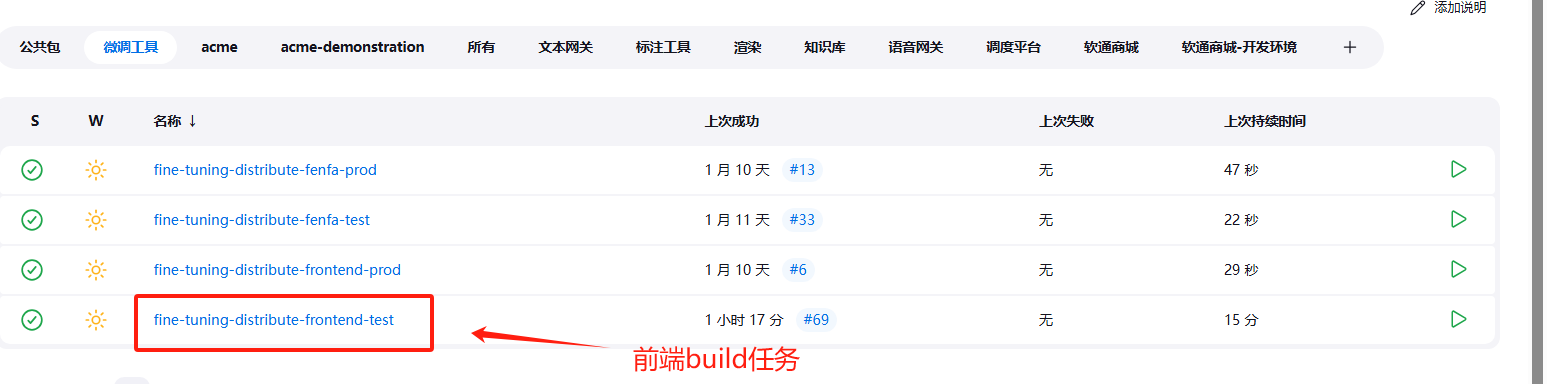 添加说明
公共包 微调工具 acme acme-demonstration 所有 文本网关 标注工具 渲染 知识库 语音网关 调度平台 软通商城 软通商城-开发环境 +
S W 名称 ↓ 上次成功 上次失败 上次持续时间
fine-tuning-distribute-fenfa-prod 1 月 10 天 #13 无 47 秒
fine-tuning-distribute-fenfa-test 1 月 11 天 #33 无 22 秒
fine-tuning-distribute-frontend-prod 1 月 10 天 #6 无 29 秒
fine-tuning-distribute-frontend-test 1 小时 17 分 #69 无 15 分
前端build任务